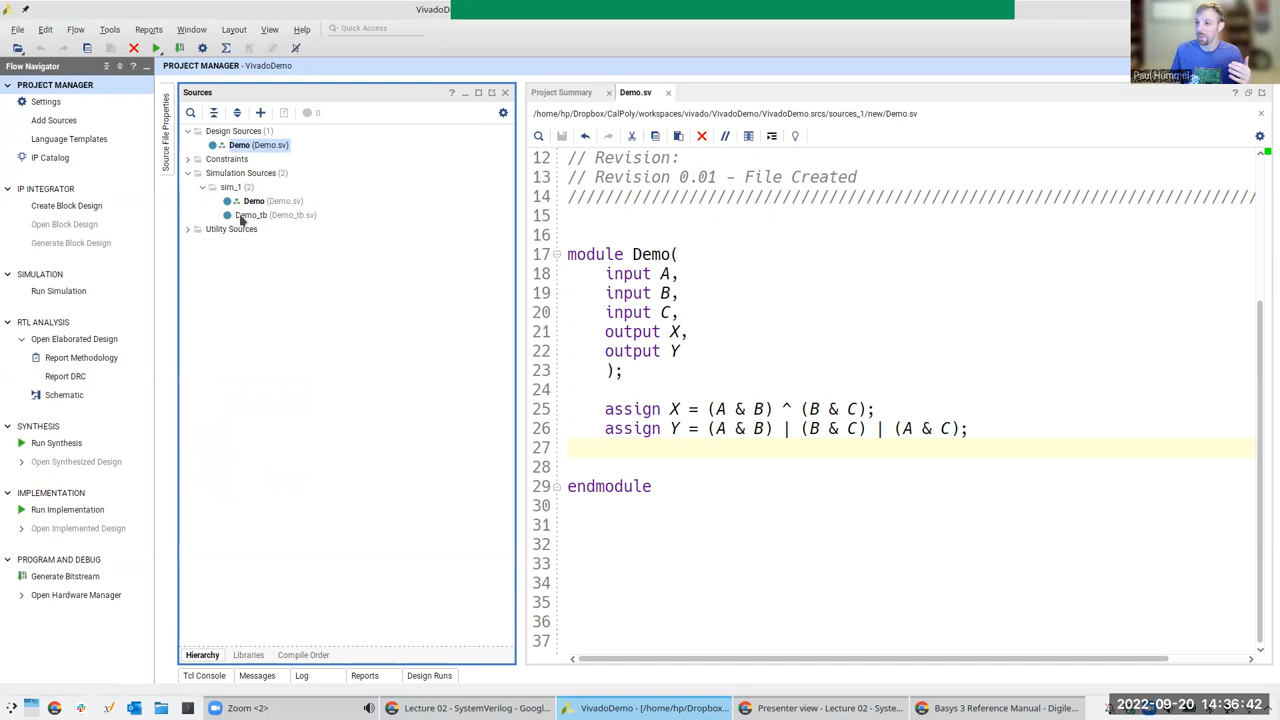 VivadoD
File Edit Flow Tools Reports Window Layout View Help Quick Access
Flow Navigator
PROJECT MANAGER - VivadoDemo
PROJECT MANAGER
Settings
Add Sources
Language Templates
IP Catalog
IP INTEGRATOR
Create Block Design
Open Block Design
Generate Block Design
SIMULATION
Run Simulation
RTL ANALYSIS
Open Elaborated Design
Report Methodology
Report DRC
Schematic
SYNTHESIS
Run Synthesis
Open Synthesized Design
IMPLEMENTATION
Run Implementation
Open Implemented Design
PROGRAM AND DEBUG
Generate Bitstream
Open Hardware Manager
Source File Properties
Sources
0
Design Sources (1)
Demo (Demo.sv)
Constraints
Simulation Sources (2)
sim_1 (2)
Demo (Demo.sv)
Demo_tb (Demo_tb.sv)
Utility Sources
Hierarchy Libraries Compile Order
Tcl Console Messages Log Reports Design Runs
Project Summary Demo.sv
/home/hp/Dropbox/CalPoly/workspaces/vivado/VivadoDemo/VivadoDemo.srcs/sources_1/new/Demo.sv
12 // Revision:
13 // Revision 0.01 - File Created
14 //////////////////////////////////////////////////////////////////////////
15
16
17 module Demo(
18 input A,
19 input B,
20 input C,
21 output X,
22 output Y
23 );
24
25 assign X = (A & B) ^ (B & C);
26 assign Y = (A & B) | (B & C) | (A & C);
27
28
29 endmodule
30
31
32
33
34
35
36
37
Paul Hummel
Zoom <2>
Lecture 02 - SystemVerilog - Googl...
VivadoDemo - [/home/hp/Dropbox...
Presenter view - Lecture 02 - System...
Basys 3 Reference Manual - Digile...
2022-09-20 14:36:42